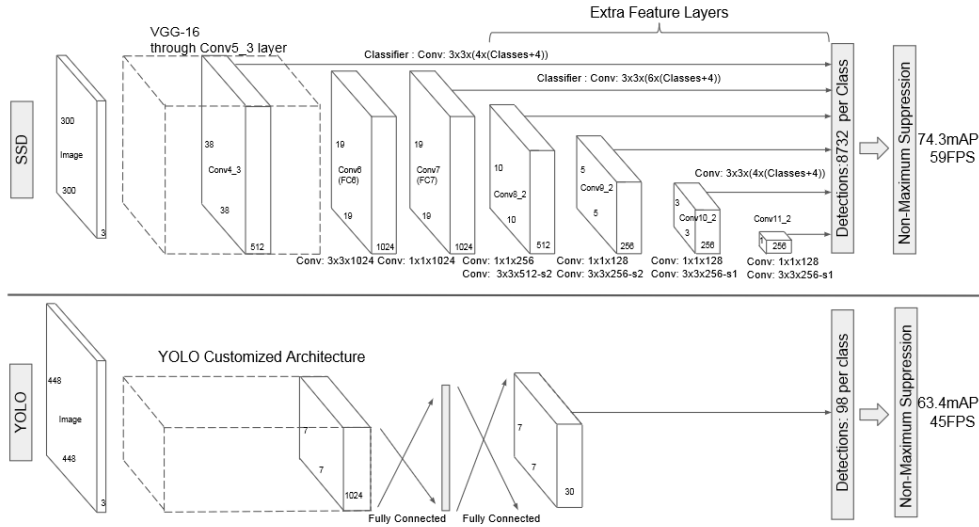 Extra Feature Layers
VGG-16
through Conv5_3 layer
Classifier : Conv: 3x3x(4x(Classes+4))
Classifier : Conv: 3x3x(6x(Classes+4))
SSD
300
Image
300
3
38
Conv4_3
38
512
19
Conv6
(FC6)
19
1024
19
Conv7
(FC7)
19
1024
10
Conv8_2
10
512
5
Conv9_2
5
256
Conv: 3x3x(4x(Classes+4))
3
Conv10_2
3
256
Conv11_2
1
256
Conv: 3x3x1024
Conv: 1x1x1024
Conv: 1x1x256
Conv: 3x3x512-s2
Conv: 1x1x128
Conv: 3x3x256-s2
Conv: 1x1x128
Conv: 3x3x256-s1
Conv: 1x1x128
Conv: 3x3x256-s1
Detections:8732 per Class
Non-Maximum Suppression
74.3mAP
59FPS
YOLO
448
Image
448
3
YOLO Customized Architecture
7
7
1024
Fully Connected
Fully Connected
7
7
30
Detections: 98 per class
Non-Maximum Suppression
63.4mAP
45FPS